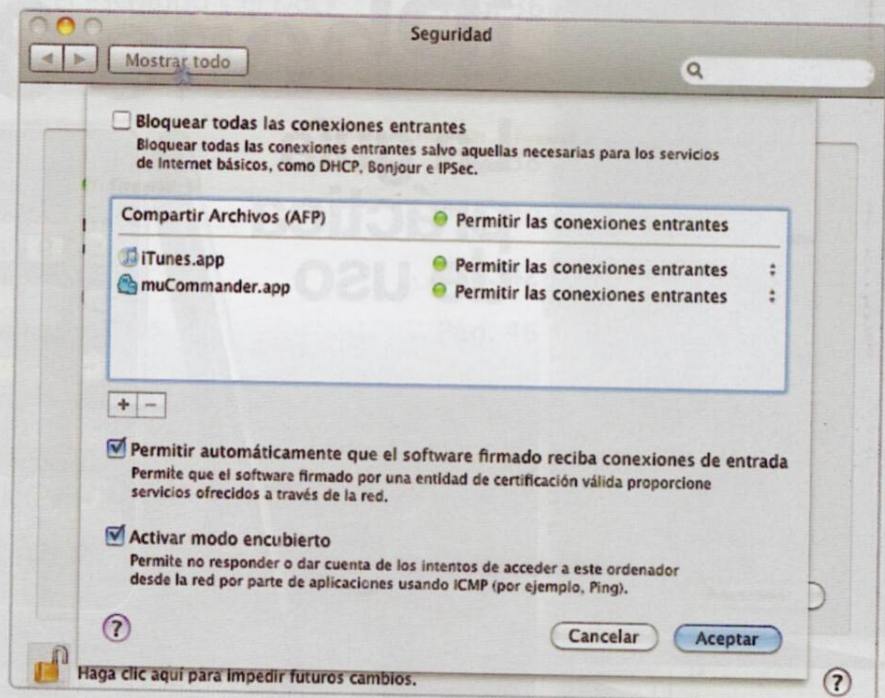 Seguridad
Mostrar todo
Bloquear todas las conexiones entrantes
Bloquear todas las conexiones entrantes salvo aquellas necesarias para los servicios
de Internet básicos, como DHCP, Bonjour e IPSec.
Compartir Archivos (AFP) Permitir las conexiones entrantes
iTunes.app Permitir las conexiones entrantes
muCommander.app Permitir las conexiones entrantes
+ −
Permitir automáticamente que el software firmado reciba conexiones de entrada
Permite que el software firmado por una entidad de certificación válida proporcione
servicios ofrecidos a través de la red.
Activar modo encubierto
Permite no responder o dar cuenta de los intentos de acceder a este ordenador
desde la red por parte de aplicaciones usando ICMP (por ejemplo, Ping).
? Cancelar Aceptar
Haga clic aquí para impedir futuros cambios. ?